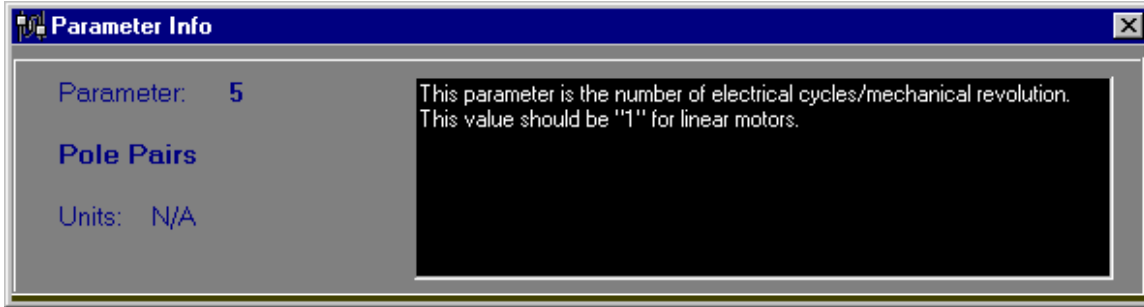 Parameter Info
Parameter: 5
Pole Pairs
Units: N/A
This parameter is the number of electrical cycles/mechanical revolution.
This value should be "1" for linear motors.